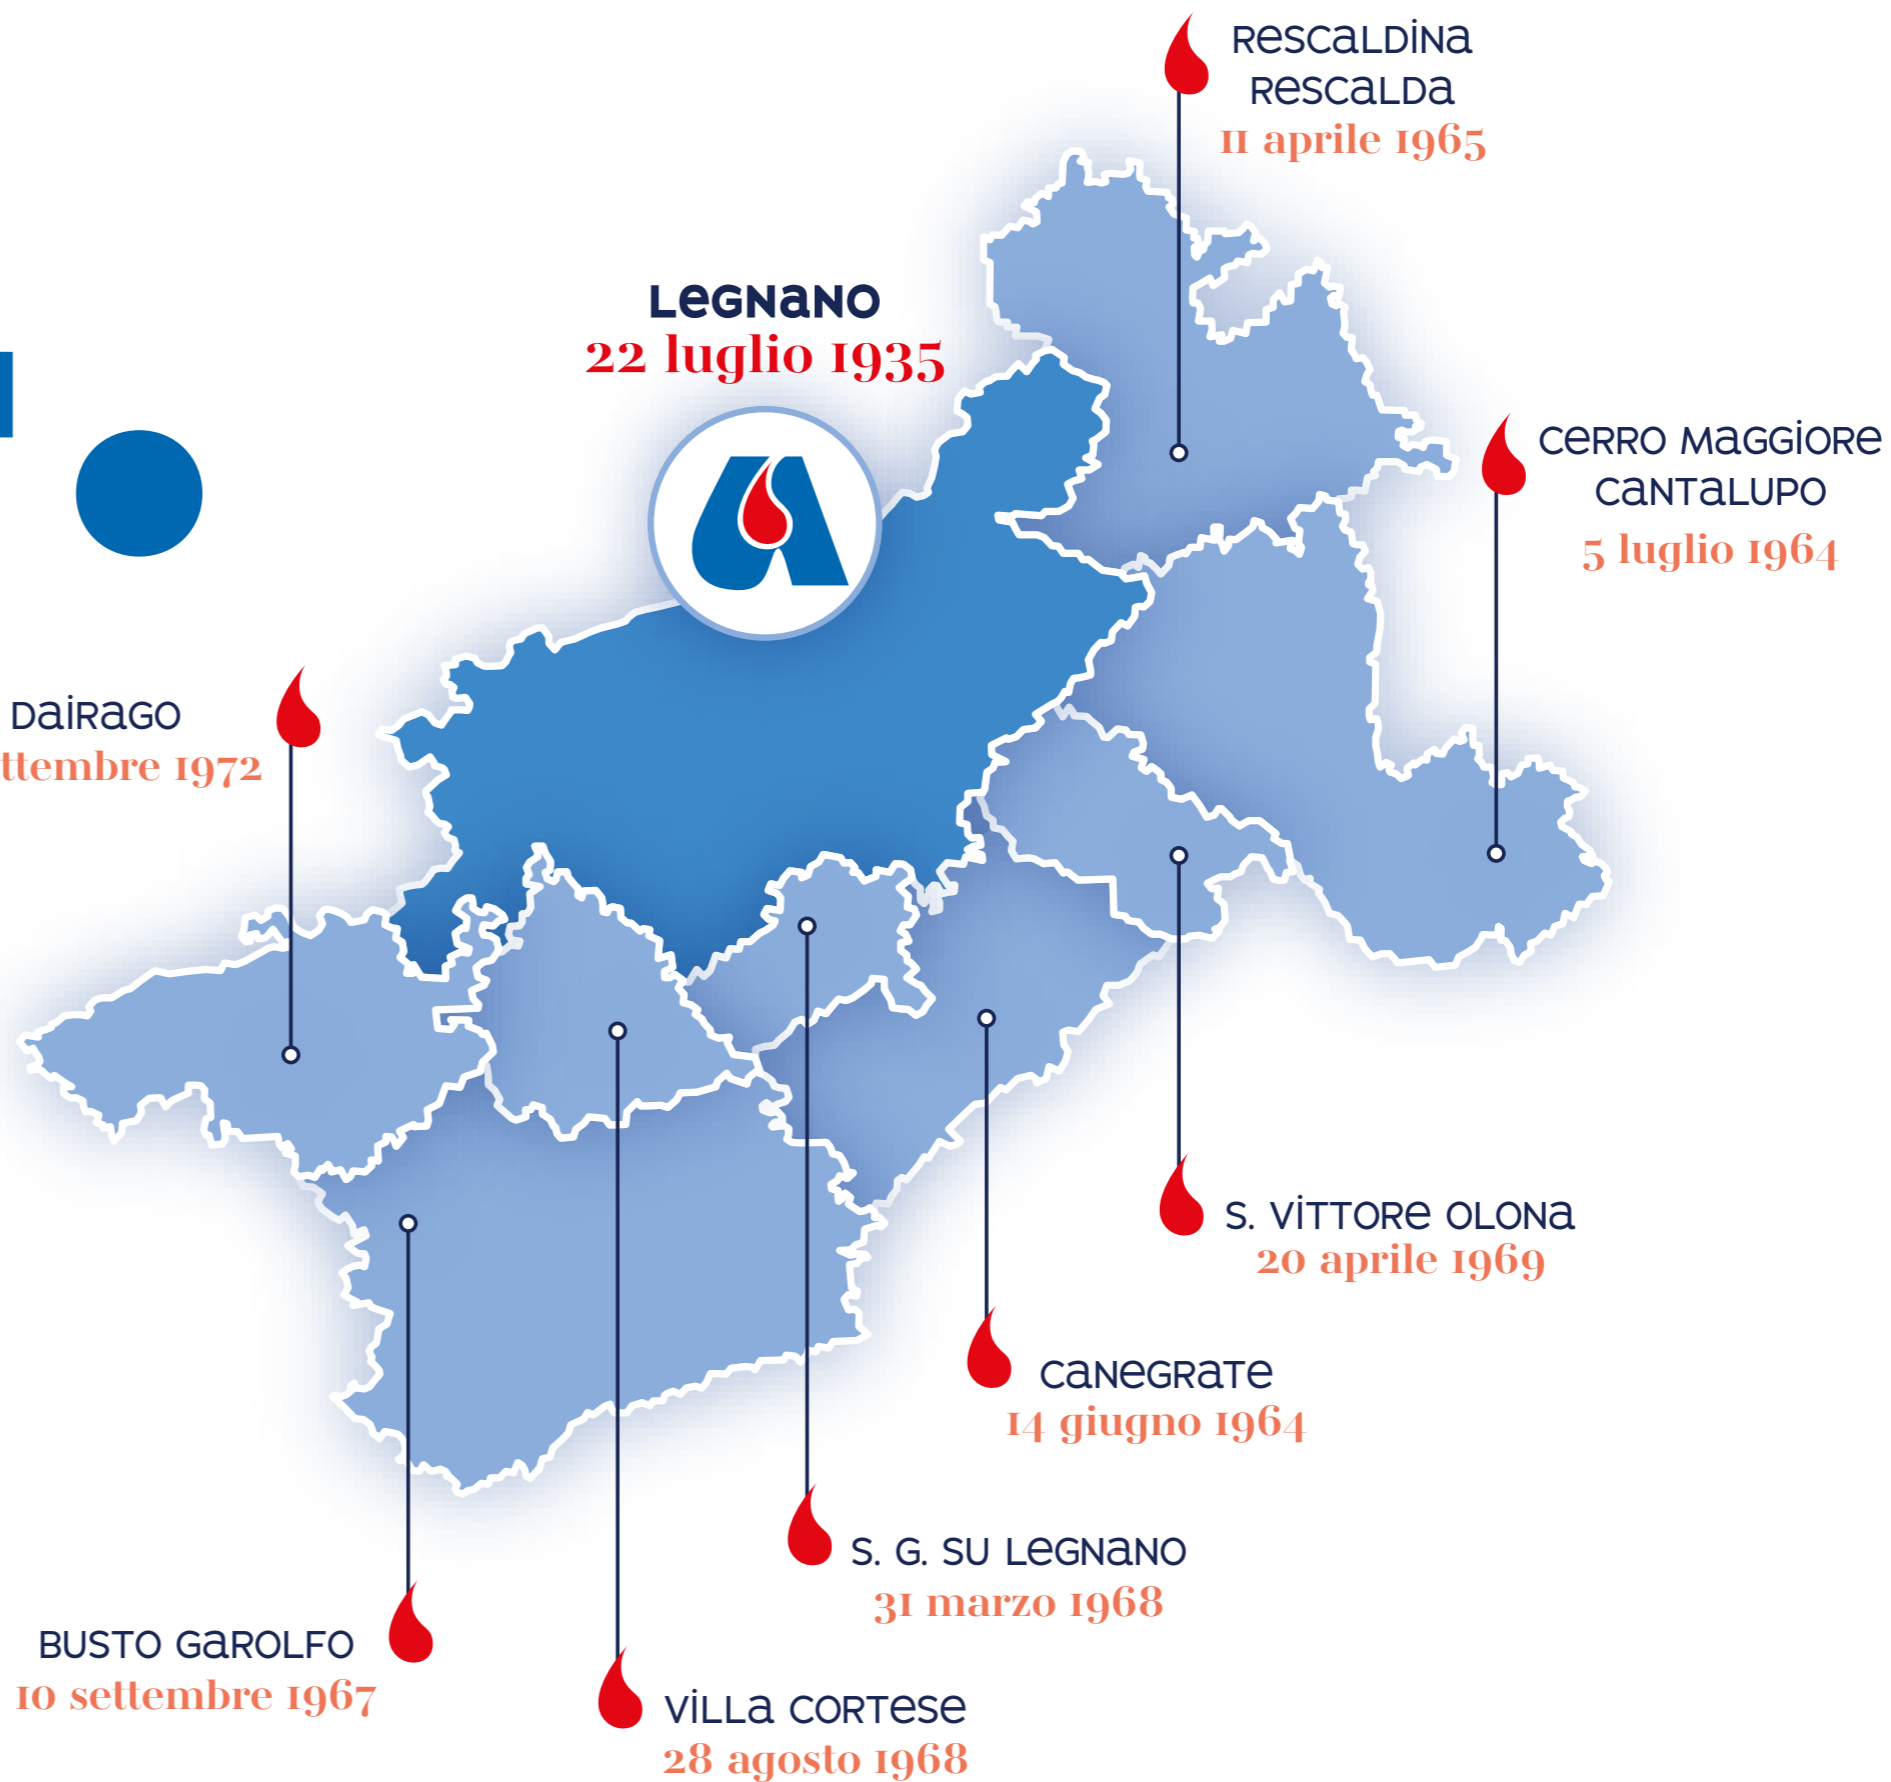 RESCALDINA
RESCALDA
11 aprile 1965
LEGNANO
22 luglio 1935
CERRO MAGGIORE
CANTALUPO
5 luglio 1964
DAIRAGO
ttembre 1972
S. VITTORE OLONA
20 aprile 1969
CANEGRATE
14 giugno 1964
S. G. SU LEGNANO
31 marzo 1968
BUSTO GAROLFO
10 settembre 1967
VILLA CORTESE
28 agosto 1968